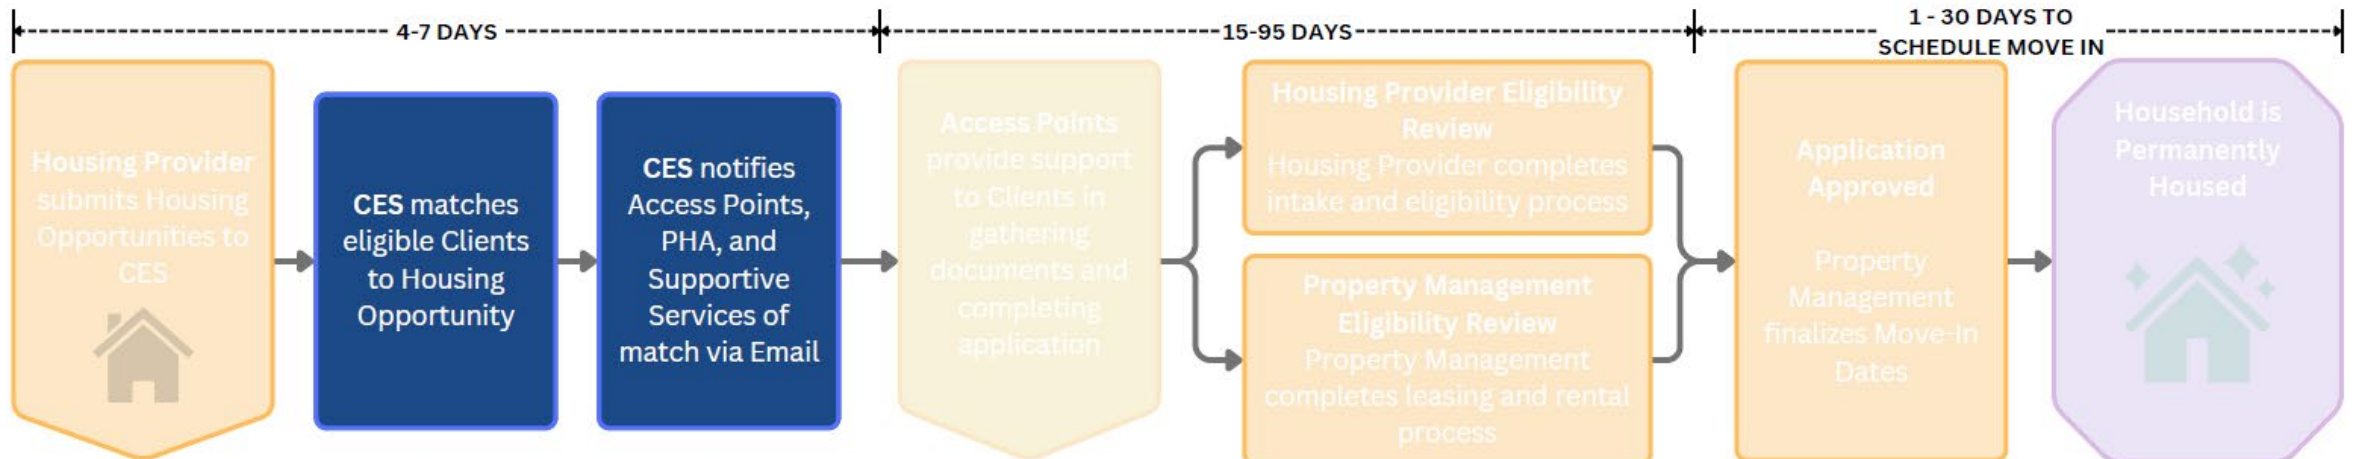 4-7 DAYS
15-95 DAYS
1 - 30 DAYS TO
SCHEDULE MOVE IN
Housing Provider
submits Housing
Opportunities to
CES
CES matches
eligible Clients
to Housing
Opportunity
CES notifies
Access Points,
PHA, and
Supportive
Services of
match via Email
Access Points
provide support
to Clients in
gathering
documents and
completing
application
Housing Provider Eligibility
Review
Housing Provider completes
intake and eligibility process
Property Management
Eligibility Review
Property Management
completes leasing and rental
process
Application
Approved
Property
Management
finalizes Move-In
Dates
Household is
Permanently
Housed